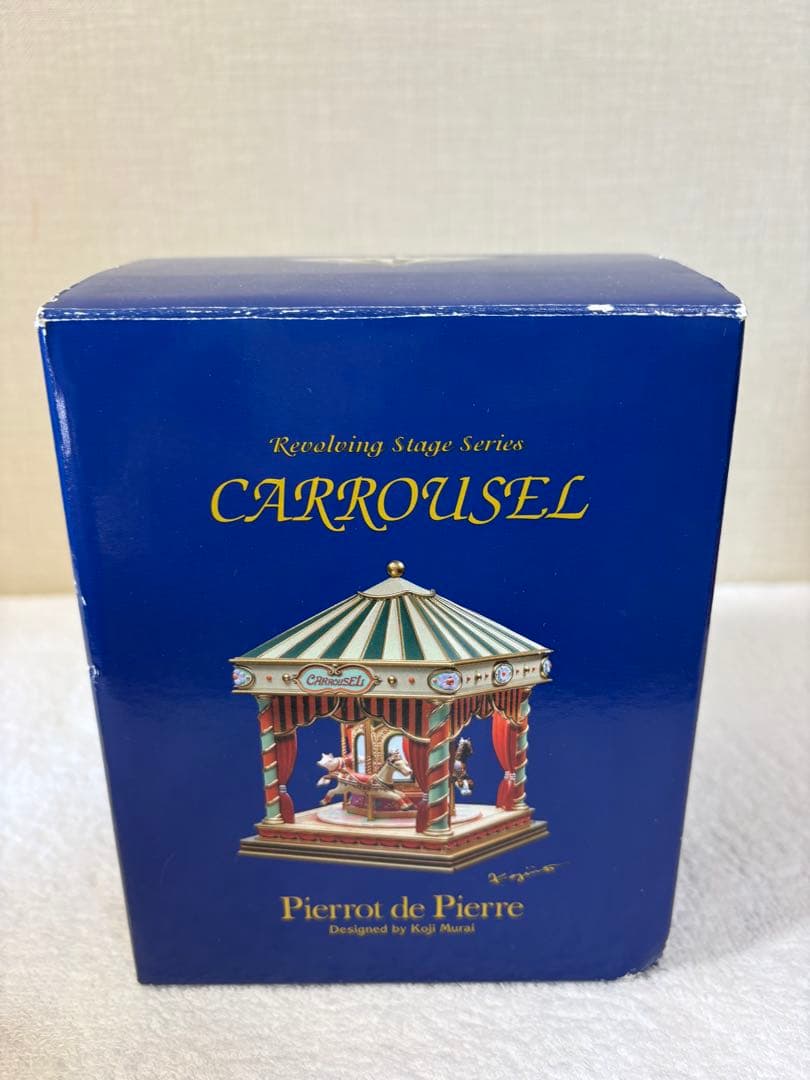 Revolving Stage Series
CARROUSEL
CARROUSEL
Pierrot de Pierre
Designed by Koji Murai